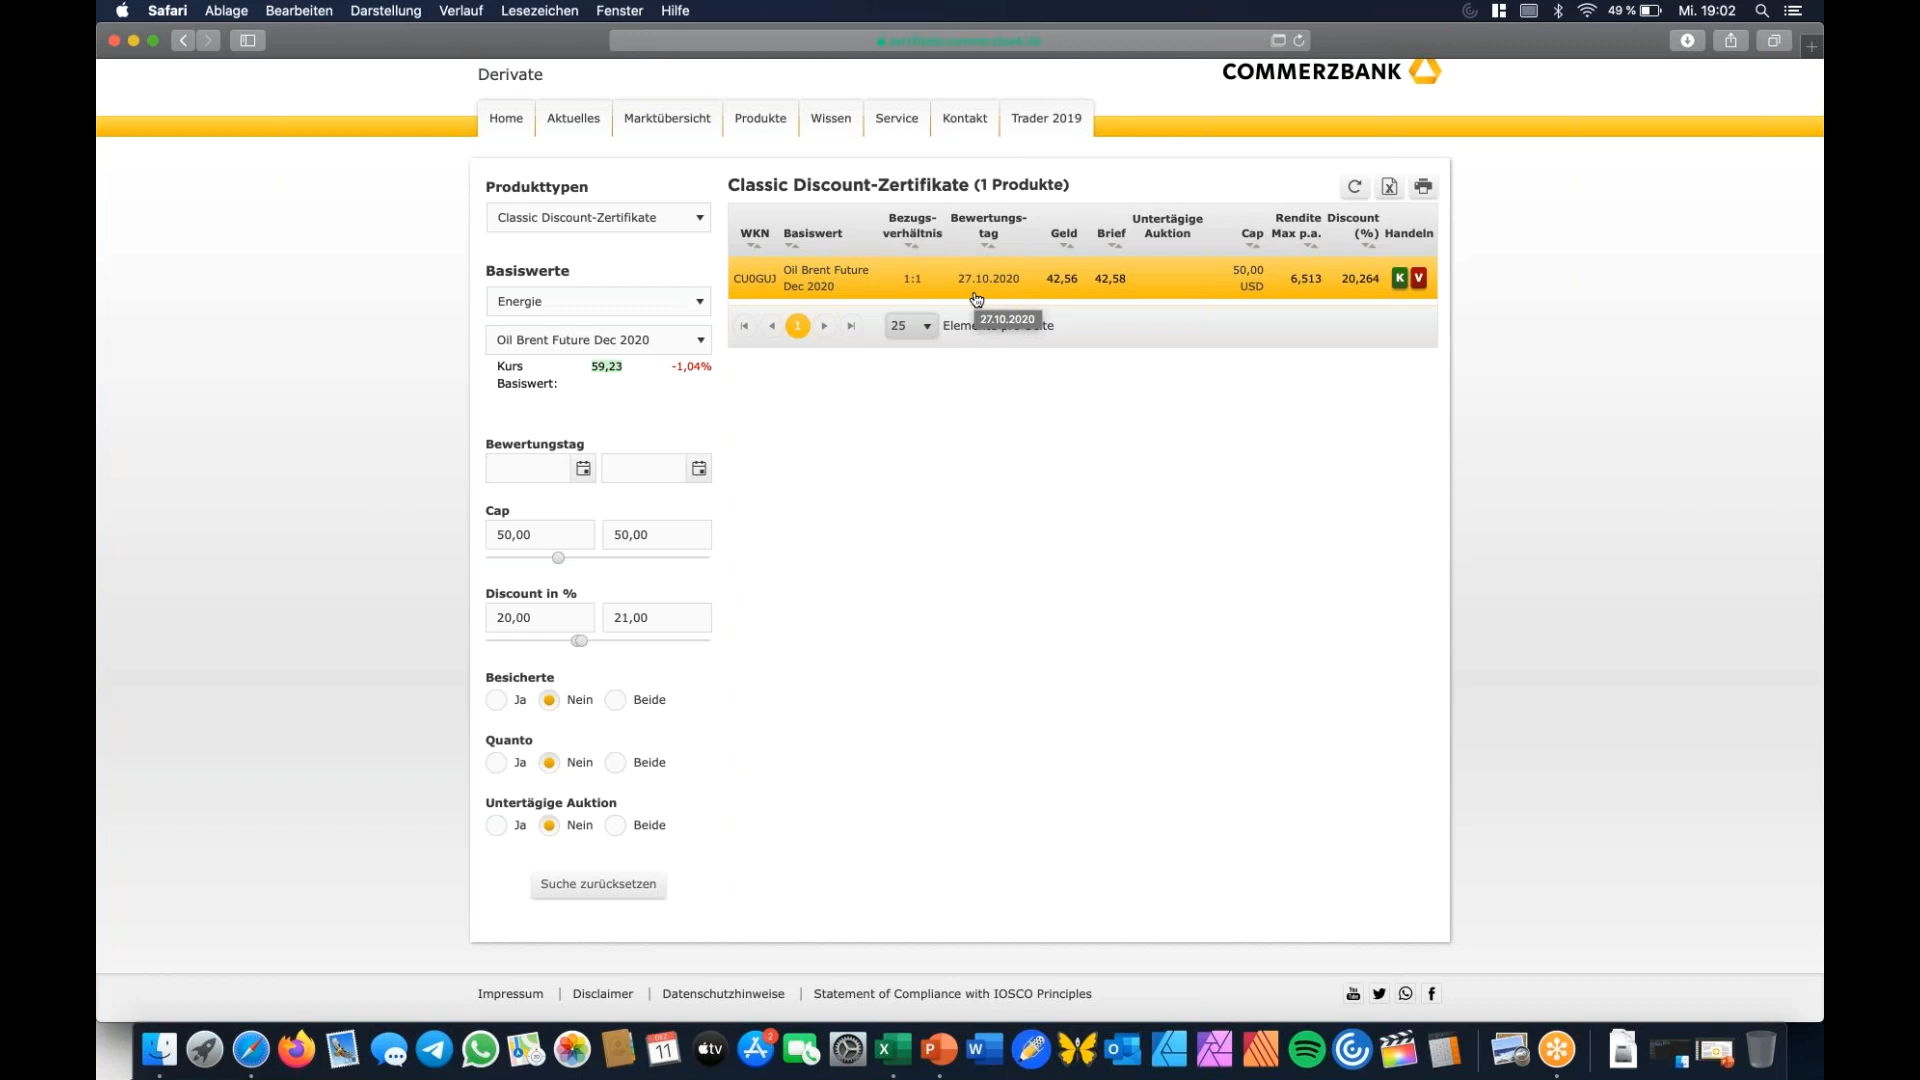 Safari Ablage Bearbeiten Darstellung Verlauf Lesezeichen Fenster Hilfe
49 % Mi. 19:02
Derivate
COMMERZBANK
Home Aktuelles Marktübersicht Produkte Wissen Service Kontakt Trader 2019
Produkttypen
Classic Discount-Zertifikate
Basiswerte
Energie
Oil Brent Future Dec 2020
Kurs 59,23 -1,04%
Basiswert:
Bewertungstag
Cap
50,00 50,00
Discount in %
20,00 21,00
Besicherte
Ja Nein Beide
Quanto
Ja Nein Beide
Untertägige Auktion
Ja Nein Beide
Suche zurücksetzen
Classic Discount-Zertifikate (1 Produkte)
Bezugs- Bewertungs- Untertägige Rendite Discount
WKN Basiswert verhältnis tag Geld Brief Auktion Cap Max p.a. (%) Handeln
Oil Brent Future 50,00
CU0GUJ 1:1 27.10.2020 42,56 42,58 6,513 20,264 K V
Dec 2020 USD
1 25
27.10.2020
Impressum | Disclaimer | Datenschutzhinweise | Statement of Compliance with IOSCO Principles
DEZ
11
tv
2